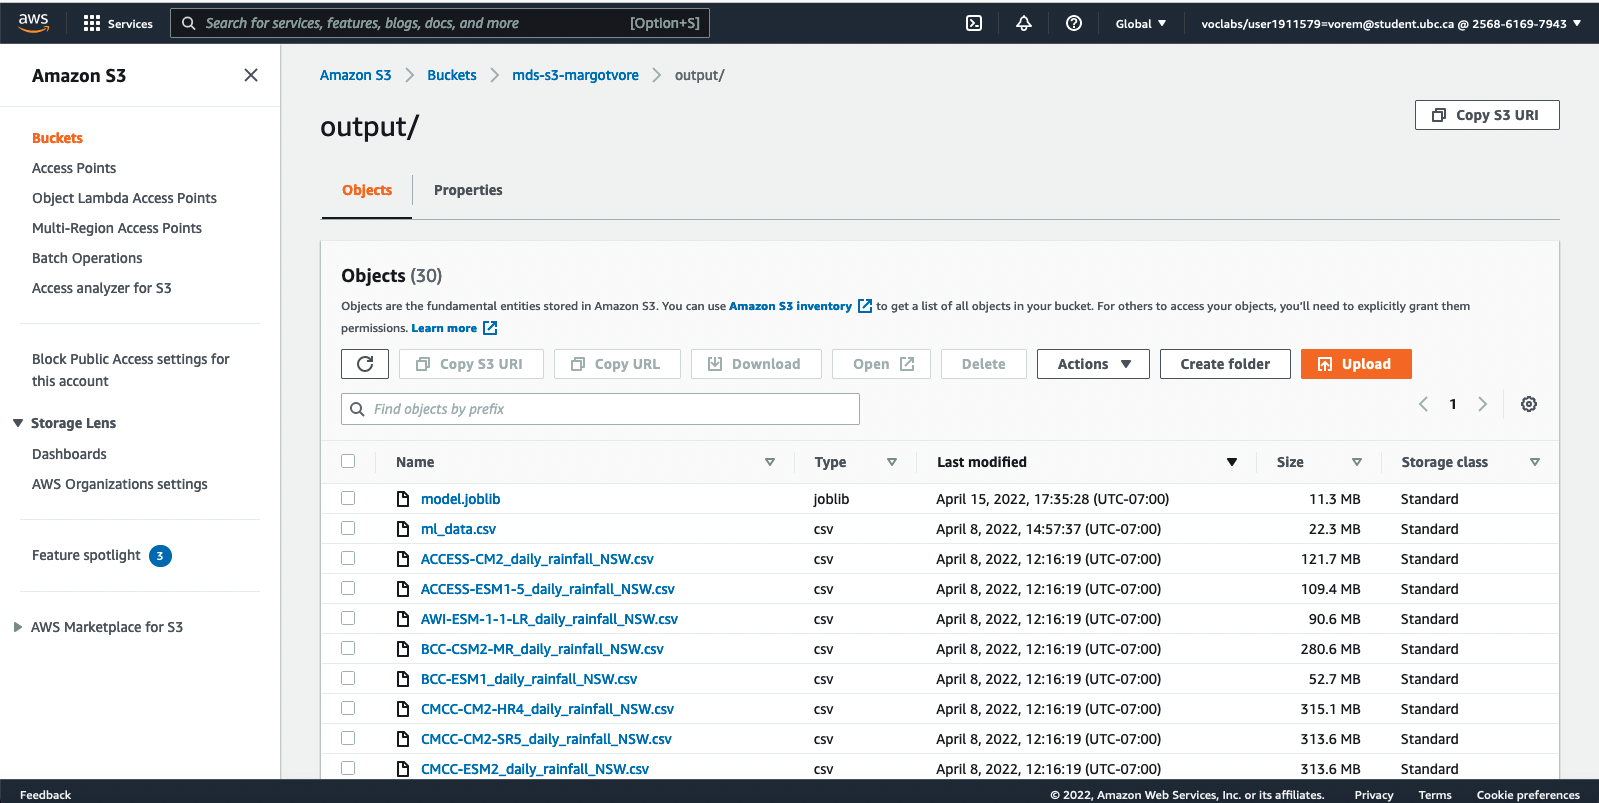 aws Services Search for services, features, blogs, docs, and more [Option+S] Global voclabs/user1911579=vorem@student.ubc.ca @ 2568-6169-7943
Amazon S3
Buckets
Access Points
Object Lambda Access Points
Multi-Region Access Points
Batch Operations
Access analyzer for S3
Block Public Access settings for
this account
Storage Lens
Dashboards
AWS Organizations settings
Feature spotlight 3
AWS Marketplace for S3
Amazon S3 Buckets mds-s3-margotvore output/
output/
Copy S3 URI
Objects Properties
Objects (30)
Objects are the fundamental entities stored in Amazon S3. You can use Amazon S3 inventory to get a list of all objects in your bucket. For others to access your objects, you'll need to explicitly grant them
permissions. Learn more
Copy S3 URI Copy URL Download Open Delete Actions Create folder Upload
Find objects by prefix 1
Name Type Last modified Size Storage class
model.joblib joblib April 15, 2022, 17:35:28 (UTC-07:00) 11.3 MB Standard
ml_data.csv csv April 8, 2022, 14:57:37 (UTC-07:00) 22.3 MB Standard
ACCESS-CM2_daily_rainfall_NSW.csv csv April 8, 2022, 12:16:19 (UTC-07:00) 121.7 MB Standard
ACCESS-ESM1-5_daily_rainfall_NSW.csv csv April 8, 2022, 12:16:19 (UTC-07:00) 109.4 MB Standard
AWI-ESM-1-1-LR_daily_rainfall_NSW.csv csv April 8, 2022, 12:16:19 (UTC-07:00) 90.6 MB Standard
BCC-CSM2-MR_daily_rainfall_NSW.csv csv April 8, 2022, 12:16:19 (UTC-07:00) 280.6 MB Standard
BCC-ESM1_daily_rainfall_NSW.csv csv April 8, 2022, 12:16:19 (UTC-07:00) 52.7 MB Standard
CMCC-CM2-HR4_daily_rainfall_NSW.csv csv April 8, 2022, 12:16:19 (UTC-07:00) 315.1 MB Standard
CMCC-CM2-SR5_daily_rainfall_NSW.csv csv April 8, 2022, 12:16:19 (UTC-07:00) 313.6 MB Standard
CMCC-ESM2_daily_rainfall_NSW.csv csv April 8, 2022, 12:16:19 (UTC-07:00) 313.6 MB Standard
Feedback © 2022, Amazon Web Services, Inc. or its affiliates. Privacy Terms Cookie preferences